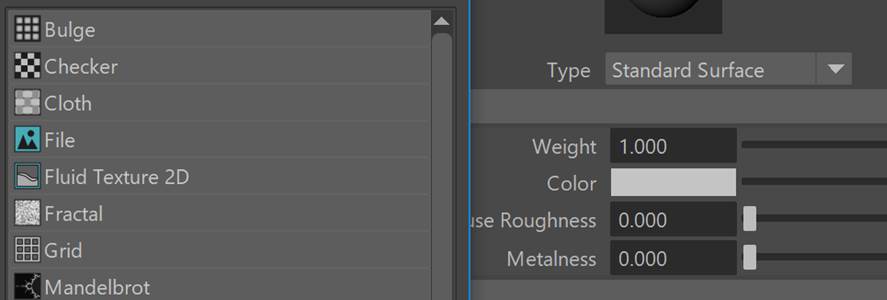 Bulge
Checker
Cloth
File
Fluid Texture 2D
Fractal
Grid
Mandelbrot
Type Standard Surface
Weight 1.000
Color
use Roughness 0.000
Metalness 0.000